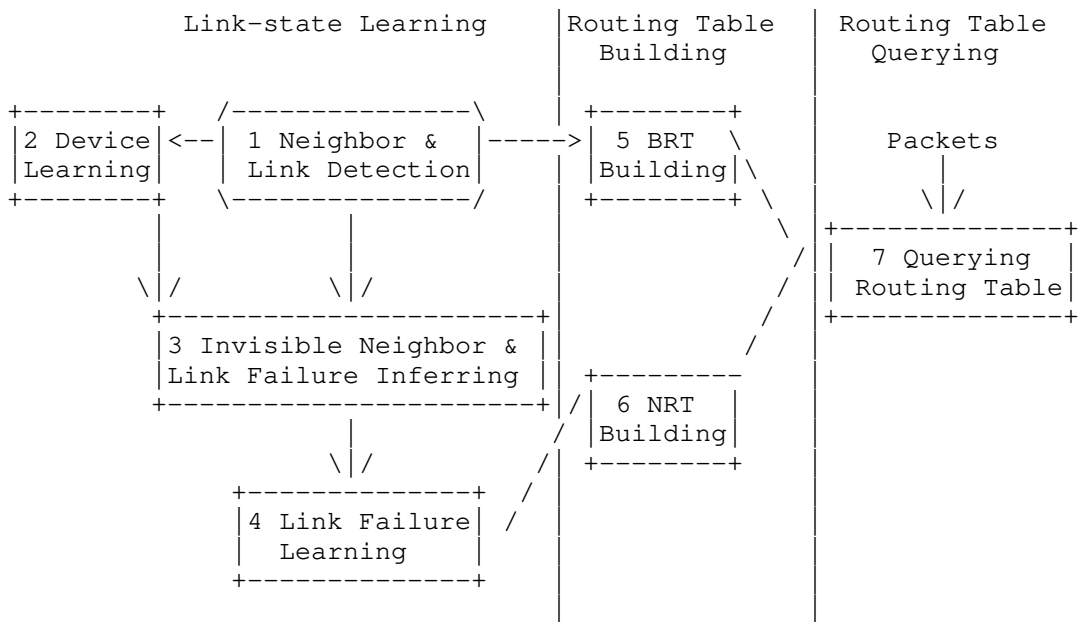 Link-state Learning
Routing Table
Building
Routing Table
Querying
2 Device
Learning
1 Neighbor &
Link Detection
5 BRT
Building
Packets
7 Querying
Routing Table
3 Invisible Neighbor &
Link Failure Inferring
6 NRT
Building
4 Link Failure
Learning